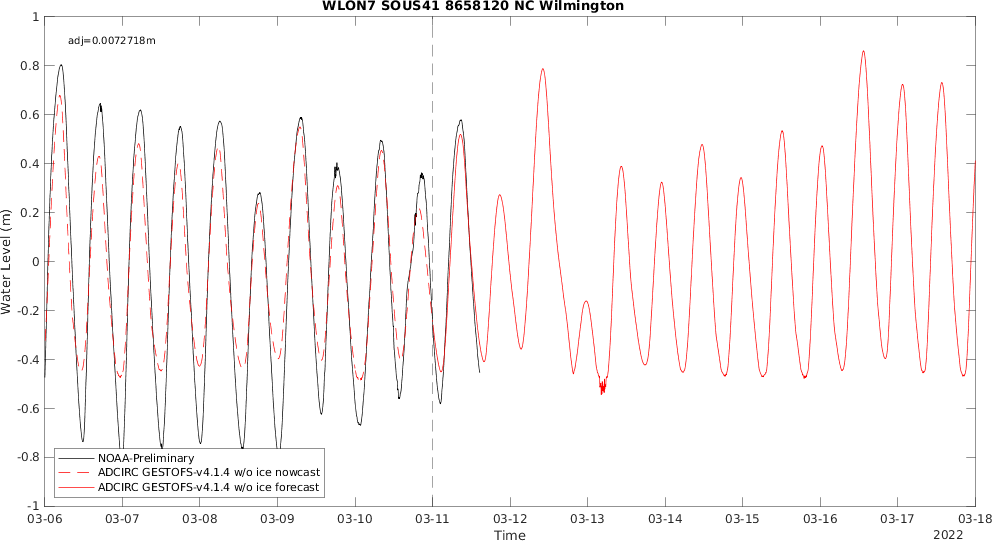 WLON7 SOUS41 8658120 NC Wilmington
adj=0.0072718m
1
0.8
0.6
0.4
0.2
0
-0.2
-0.4
-0.6
-0.8
-1
Water Level (m)
NOAA-Preliminary
ADCIRC GESTOFS-v4.1.4 w/o ice nowcast
ADCIRC GESTOFS-v4.1.4 w/o ice forecast
03-06 03-07 03-08 03-09 03-10 03-11 03-12 03-13 03-14 03-15 03-16 03-17 03-18
Time
2022